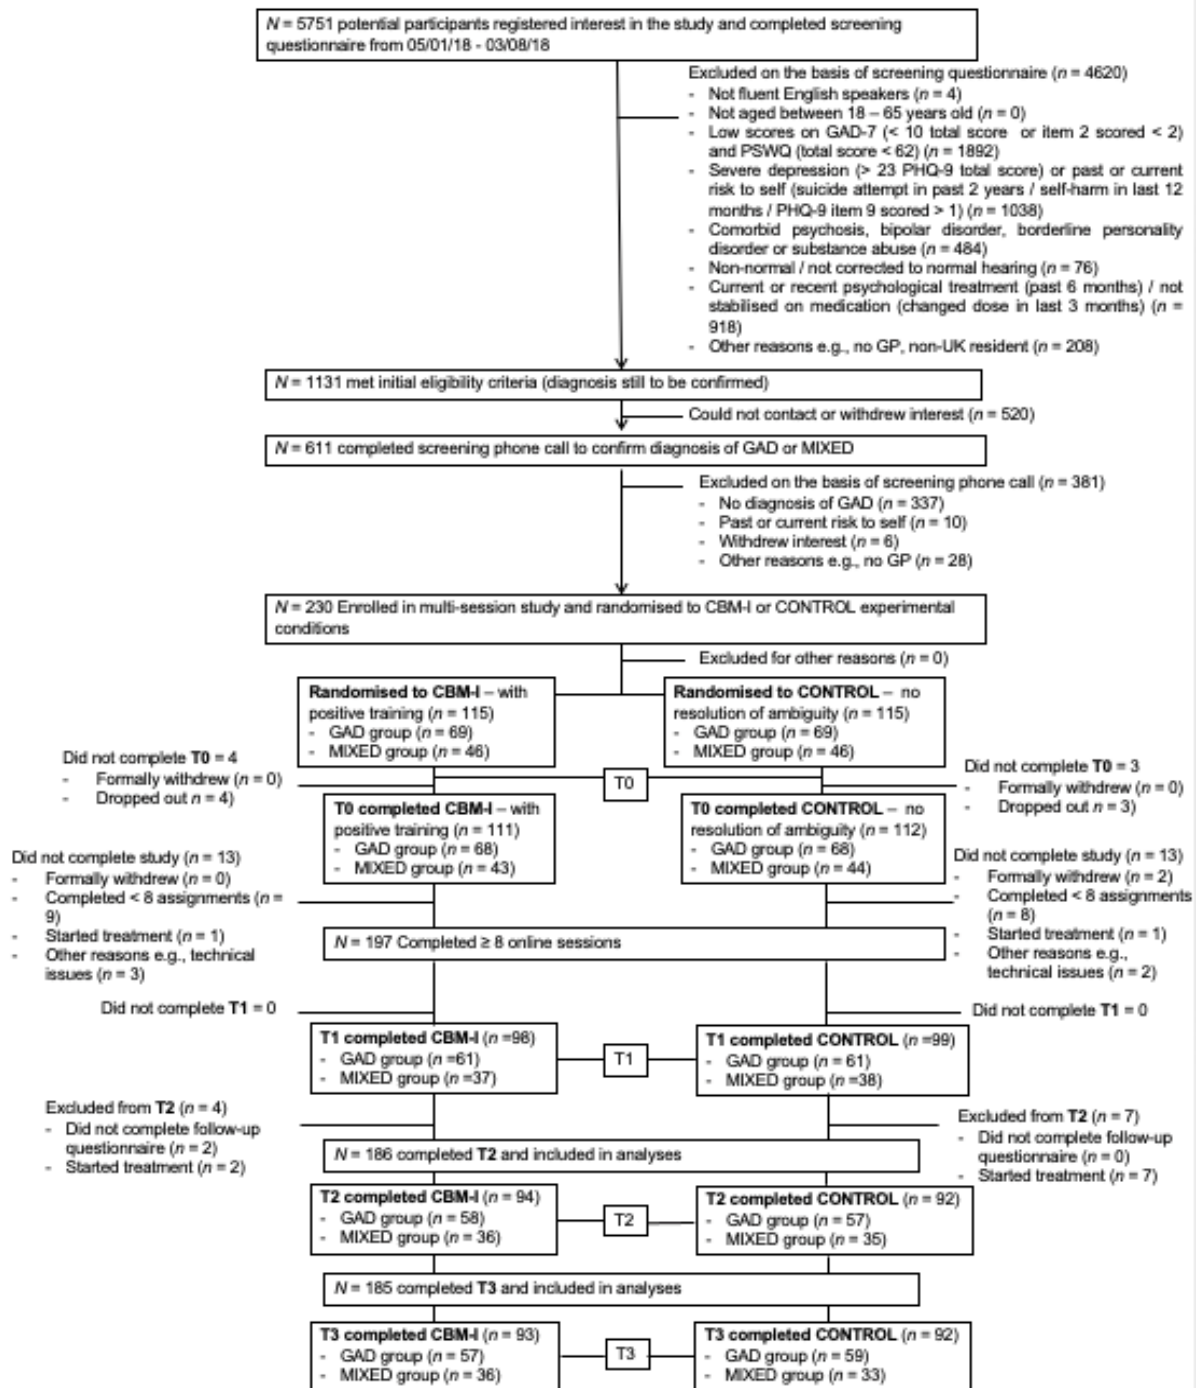 N = 5751 potential participants registered interest in the study and completed screening
questionnaire from 05/01/18 - 03/08/18
Excluded on the basis of screening questionnaire (n = 4620)
- Not fluent English speakers (n = 4)
- Not aged between 18 – 65 years old (n = 0)
- Low scores on GAD-7 (< 10 total score or item 2 scored < 2)
and PSWQ (total score < 62) (n = 1892)
- Severe depression (> 23 PHQ-9 total score) or past or current
risk to self (suicide attempt in past 2 years / self-harm in last 12
months / PHQ-9 item 9 scored > 1) (n = 1038)
- Comorbid psychosis, bipolar disorder, borderline personality
disorder or substance abuse (n = 484)
- Non-normal / not corrected to normal hearing (n = 76)
- Current or recent psychological treatment (past 6 months) / not
stabilised on medication (changed dose in last 3 months) (n =
918)
- Other reasons e.g., no GP, non-UK resident (n = 208)
N = 1131 met initial eligibility criteria (diagnosis still to be confirmed)
Could not contact or withdrew interest (n = 520)
N = 611 completed screening phone call to confirm diagnosis of GAD or MIXED
Excluded on the basis of screening phone call (n = 381)
- No diagnosis of GAD (n = 337)
- Past or current risk to self (n = 10)
- Withdrew interest (n = 6)
- Other reasons e.g., no GP (n = 28)
N = 230 Enrolled in multi-session study and randomised to CBM-I or CONTROL experimental
conditions
Excluded for other reasons (n = 0)
Randomised to CBM-I – with
positive training (n = 115)
- GAD group (n = 69)
- MIXED group (n = 46)
Randomised to CONTROL – no
resolution of ambiguity (n = 115)
- GAD group (n = 69)
- MIXED group (n = 46)
Did not complete T0 = 4
- Formally withdrew (n = 0)
- Dropped out n = 4)
T0
Did not complete T0 = 3
- Formally withdrew (n = 0)
- Dropped out n = 3)
T0 completed CBM-I – with
positive training (n = 111)
- GAD group (n = 68)
- MIXED group (n = 43)
T0 completed CONTROL – no
resolution of ambiguity (n = 112)
- GAD group (n = 68)
- MIXED group (n = 44)
Did not complete study (n = 13)
- Formally withdrew (n = 0)
- Completed < 8 assignments (n =
9)
- Started treatment (n = 1)
- Other reasons e.g., technical
issues (n = 3)
Did not complete study (n = 13)
- Formally withdrew (n = 2)
- Completed < 8 assignments
(n = 8)
- Started treatment (n = 1)
- Other reasons e.g.,
technical issues (n = 2)
N = 197 Completed ≥ 8 online sessions
Did not complete T1 = 0
Did not complete T1 = 0
T1 completed CBM-I (n =98)
- GAD group (n =61)
- MIXED group (n =37)
T1
T1 completed CONTROL (n =99)
- GAD group (n = 61)
- MIXED group (n =38)
Excluded from T2 (n = 4)
- Did not complete follow-up
questionnaire (n = 2)
- Started treatment (n = 2)
Excluded from T2 (n = 7)
- Did not complete follow-up
questionnaire (n = 0)
- Started treatment (n = 7)
N = 186 completed T2 and included in analyses
T2 completed CBM-I (n = 94)
- GAD group (n = 58)
- MIXED group (n = 36)
T2
T2 completed CONTROL (n = 92)
- GAD group (n = 57)
- MIXED group (n = 35)
N = 185 completed T3 and included in analyses
T3 completed CBM-I (n = 93)
- GAD group (n = 57)
- MIXED group (n = 36)
T3
T3 completed CONTROL (n = 92)
- GAD group (n = 59)
- MIXED group (n = 33)